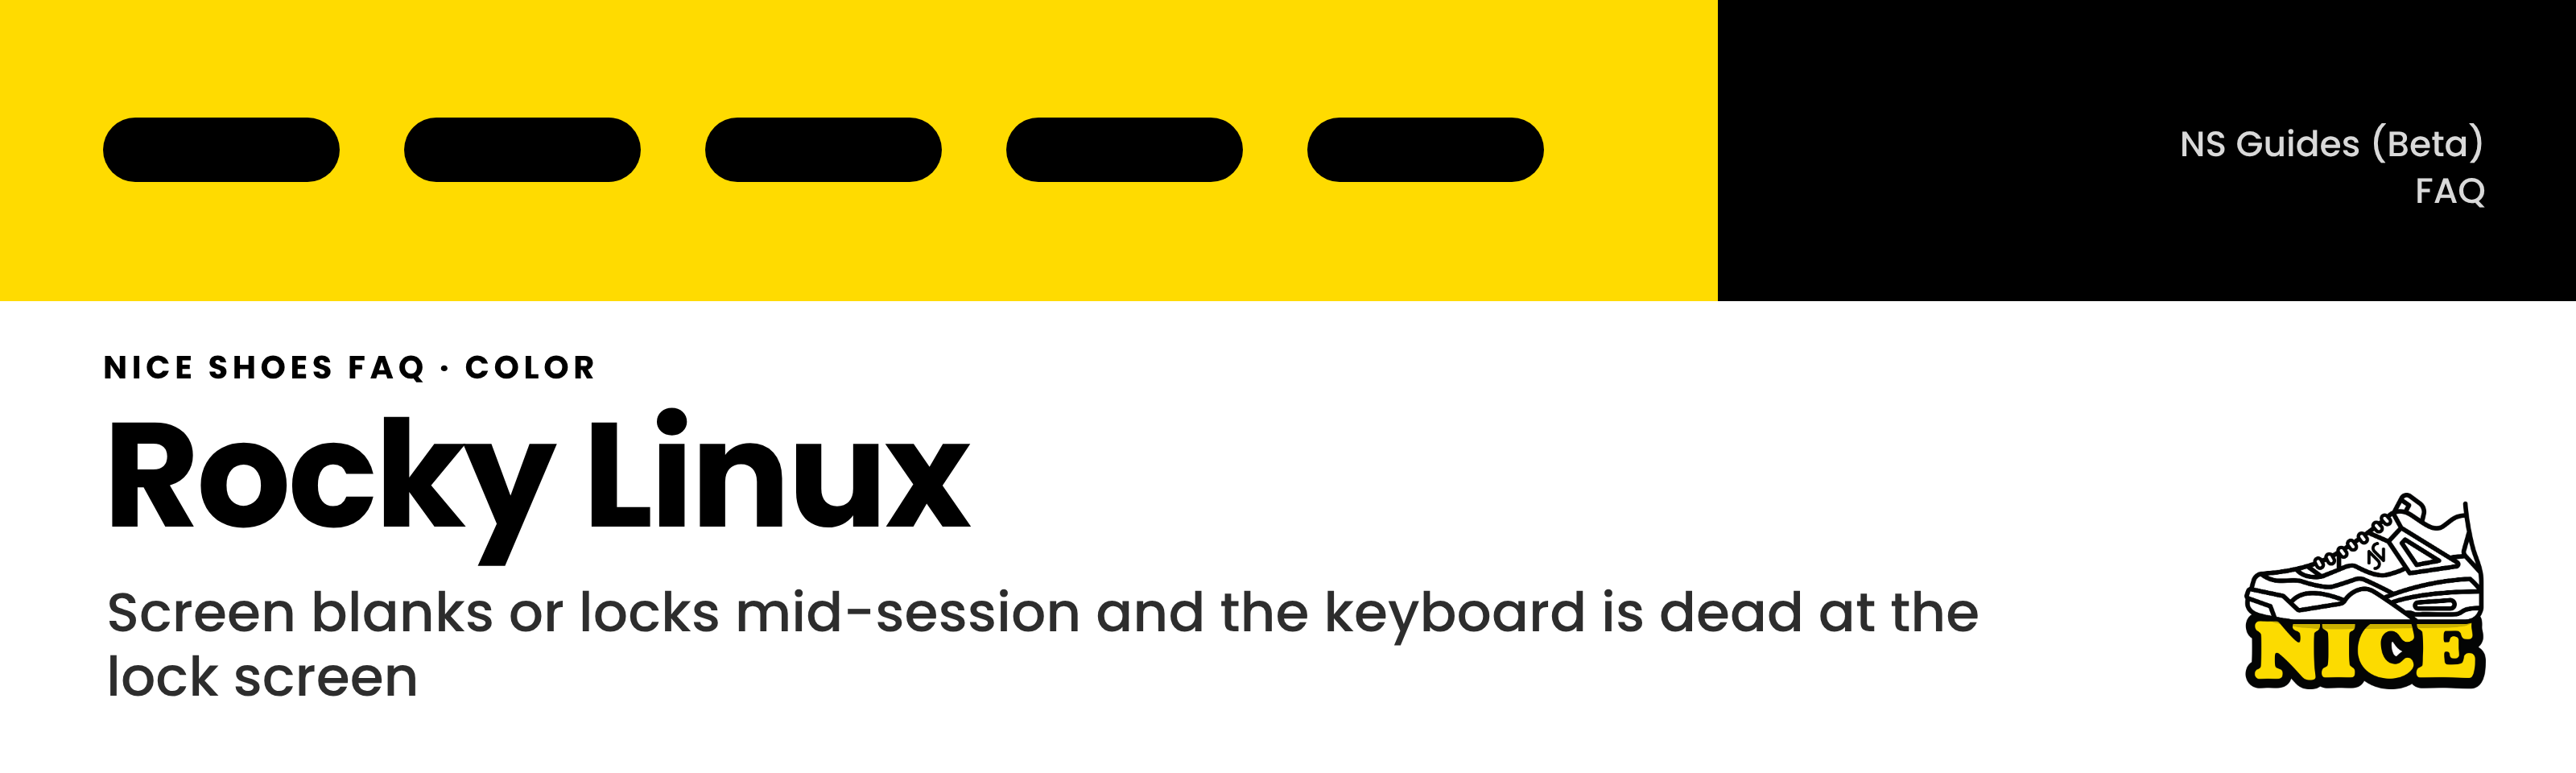 NS Guides (Beta)
FAQ
NICE SHOES FAQ · COLOR
Rocky Linux
Screen blanks or locks mid-session and the keyboard is dead at the
lock screen
NICE